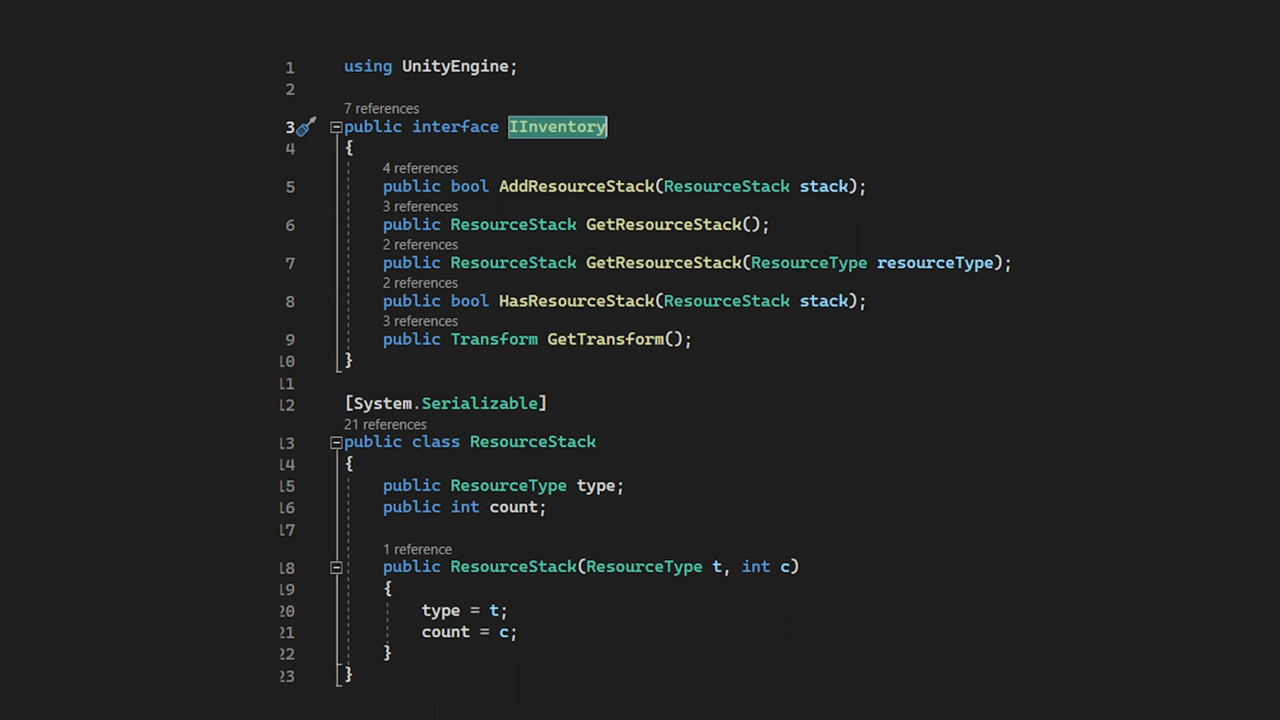 1 using UnityEngine;
2
7 references
3 public interface IInventory
4 {
4 references
5 public bool AddResourceStack(ResourceStack stack);
3 references
6 public ResourceStack GetResourceStack();
2 references
7 public ResourceStack GetResourceStack(ResourceType resourceType);
2 references
8 public bool HasResourceStack(ResourceStack stack);
3 references
9 public Transform GetTransform();
10 }
11
12 [System.Serializable]
21 references
13 public class ResourceStack
14 {
15 public ResourceType type;
16 public int count;
17
1 reference
18 public ResourceStack(ResourceType t, int c)
19 {
20 type = t;
21 count = c;
22 }
23 }